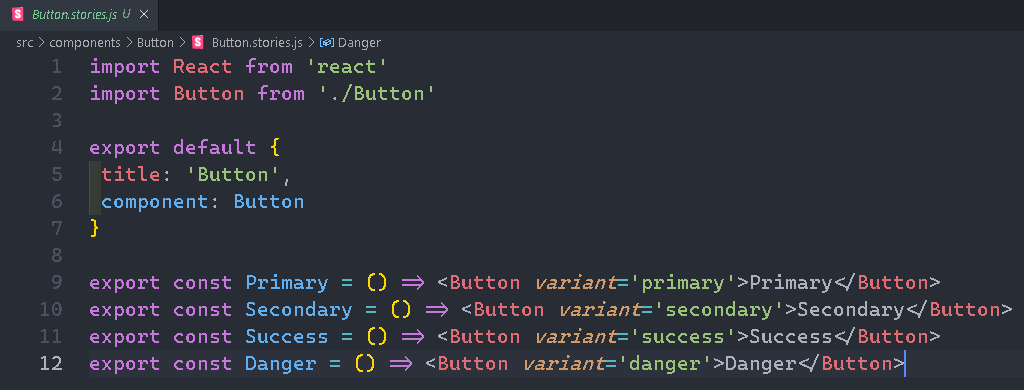 Button.stories.js U ×
src > components > Button > Button.stories.js > Danger
1 import React from 'react'
2 import Button from './Button'
3
4 export default {
5 title: 'Button',
6 component: Button
7 }
8
9 export const Primary = () => <Button variant='primary'>Primary</Button>
10 export const Secondary = () => <Button variant='secondary'>Secondary</Button>
11 export const Success = () => <Button variant='success'>Success</Button>
12 export const Danger = () => <Button variant='danger'>Danger</Button>